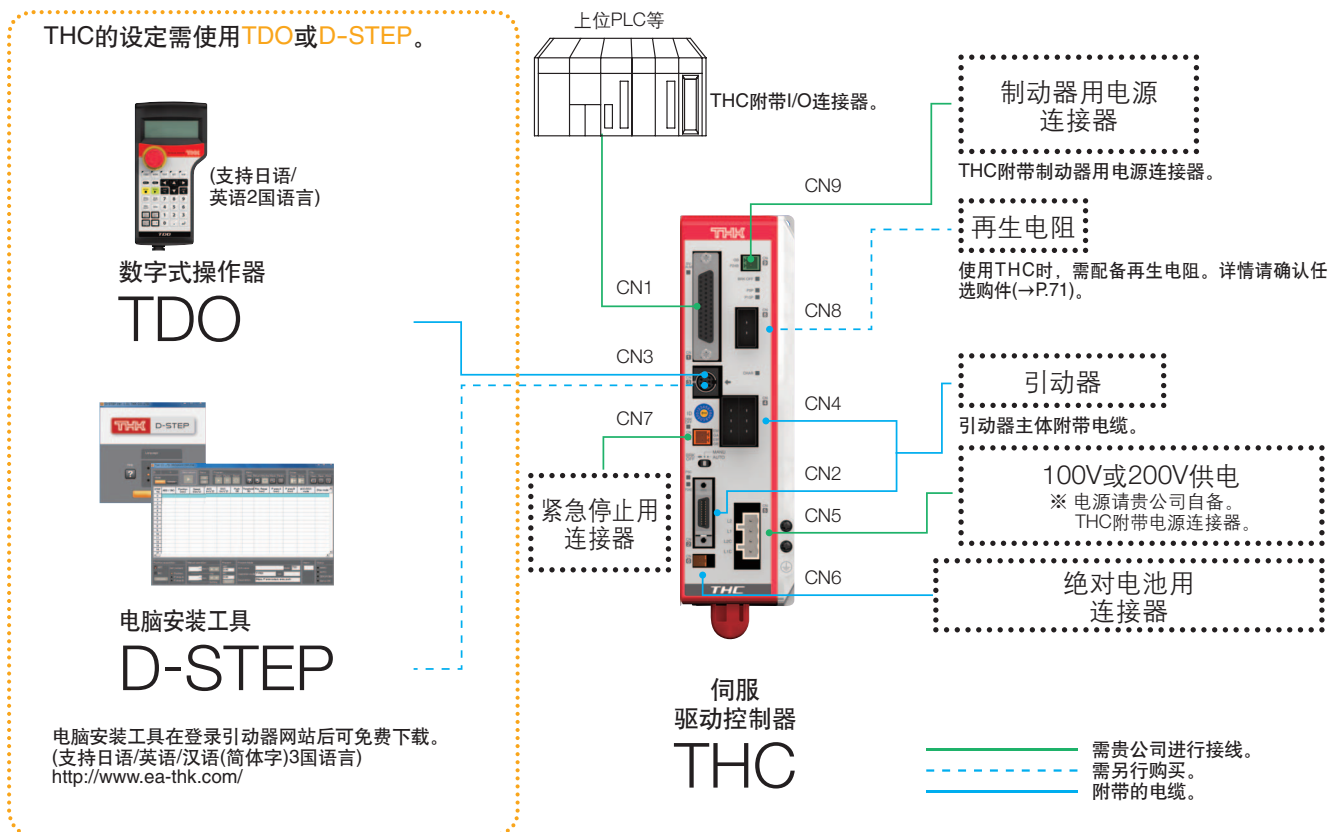 THC的设定需使用TDO或D-STEP。
(支持日语/
英语2国语言)
数字式操作器
TDO
THK D-STEP
电脑安装工具
D-STEP
电脑安装工具在登录引动器网站后可免费下载。
(支持日语/英语/汉语(简体字)3国语言)
http://www.ea-thk.com/
上位PLC等
THC附带I/O连接器。
CN1
CN3
CN7
紧急停止用
连接器
THK
THC
伺服
驱动控制器
THC
CN9
CN8
CN4
CN2
CN5
CN6
制动器用电源
连接器
THC附带制动器用电源连接器。
再生电阻
使用THC时，需配备再生电阻。详情请确认任
选购件(→P.71)。
引动器
引动器主体附带电缆。
100V或200V供电
※ 电源请贵公司自备。
THC附带电源连接器。
绝对电池用
连接器
需贵公司进行接线。
需另行购买。
附带的电缆。